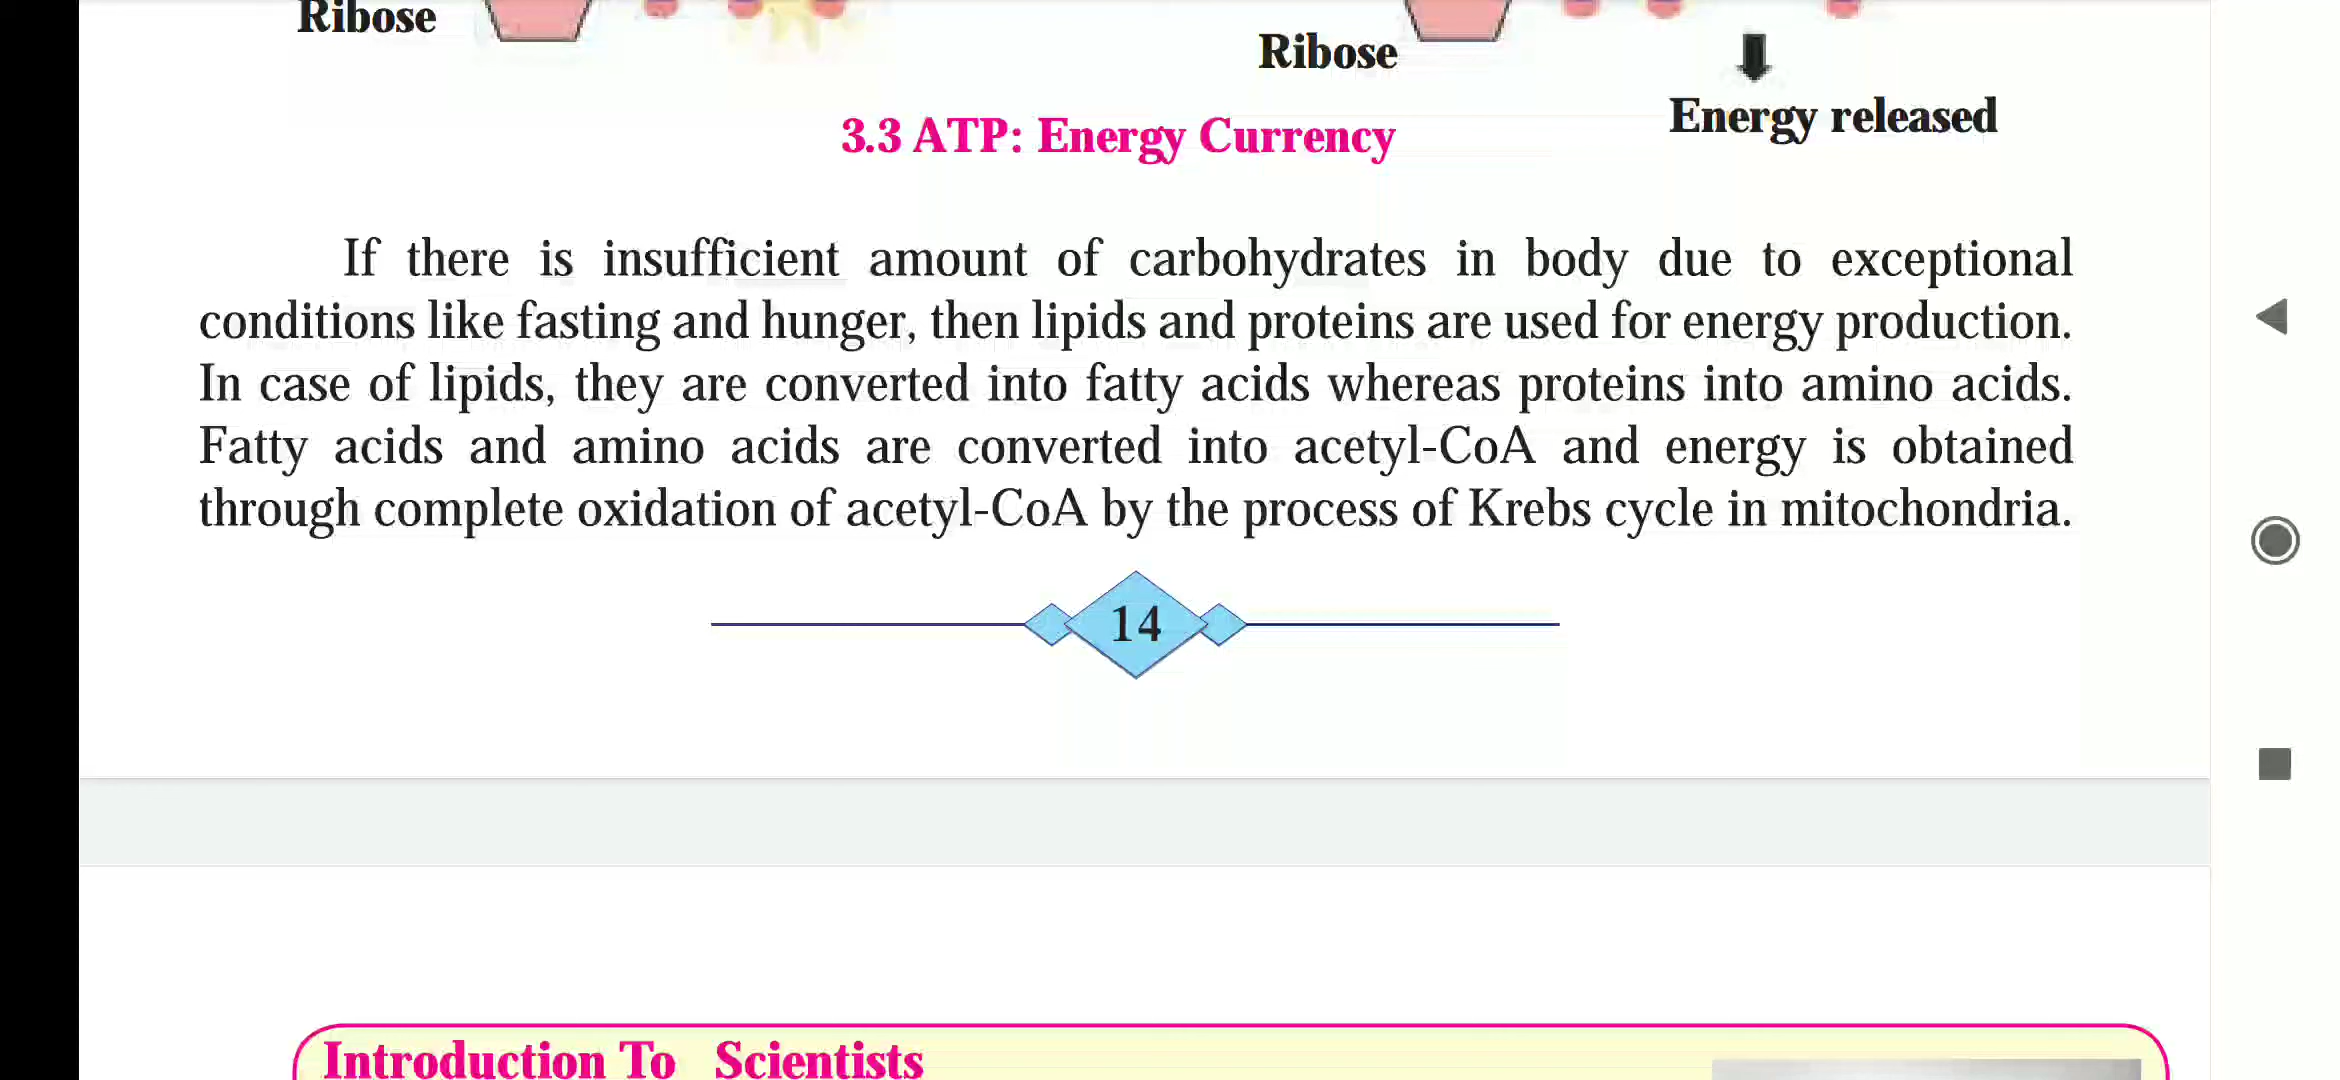 Ribose
Ribose
Energy released
3.3 ATP: Energy Currency
If there is insufficient amount of carbohydrates in body due to exceptional
conditions like fasting and hunger, then lipids and proteins are used for energy production.
In case of lipids, they are converted into fatty acids whereas proteins into amino acids.
Fatty acids and amino acids are converted into acetyl-CoA and energy is obtained
through complete oxidation of acetyl-CoA by the process of Krebs cycle in mitochondria.
14
Introduction To Scientists